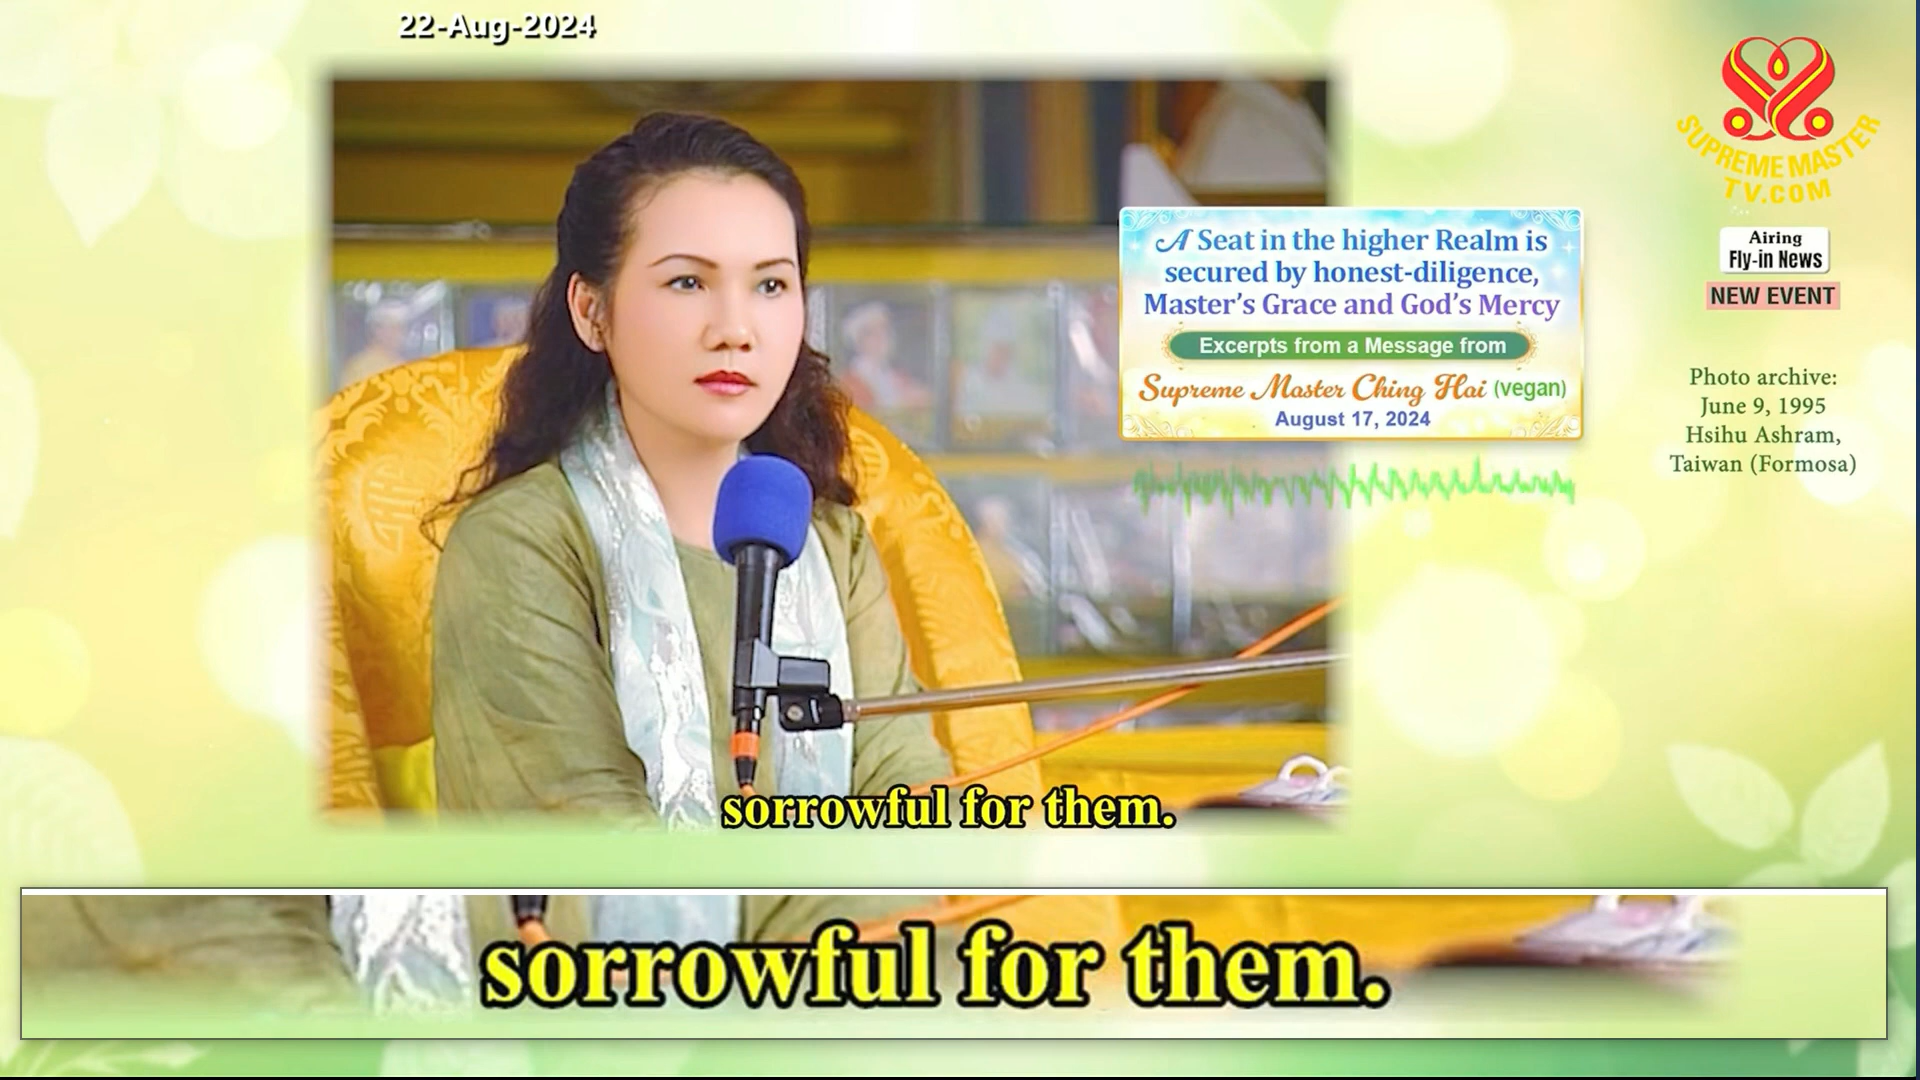 22-Aug-2024
SUPREME MASTER
TV.COM
Airing
Fly-in News
NEW EVENT
A Seat in the higher Realm is
secured by honest-diligence,
Master's Grace and God's Mercy
Excerpts from a Message from
Supreme Master Ching Hai (vegan)
August 17, 2024
Photo archive:
June 9, 1995
Hsihu Ashram,
Taiwan (Formosa)
sorrowful for them.
sorrowful for them.